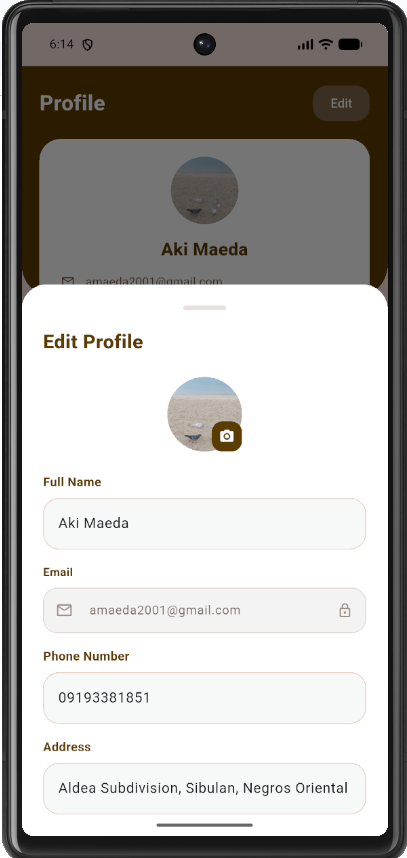 6:14
Profile
Edit
Aki Maeda
amaeda2001@gmail.com
Edit Profile
Full Name
Aki Maeda
Email
amaeda2001@gmail.com
Phone Number
09193381851
Address
Aldea Subdivision, Sibulan, Negros Oriental